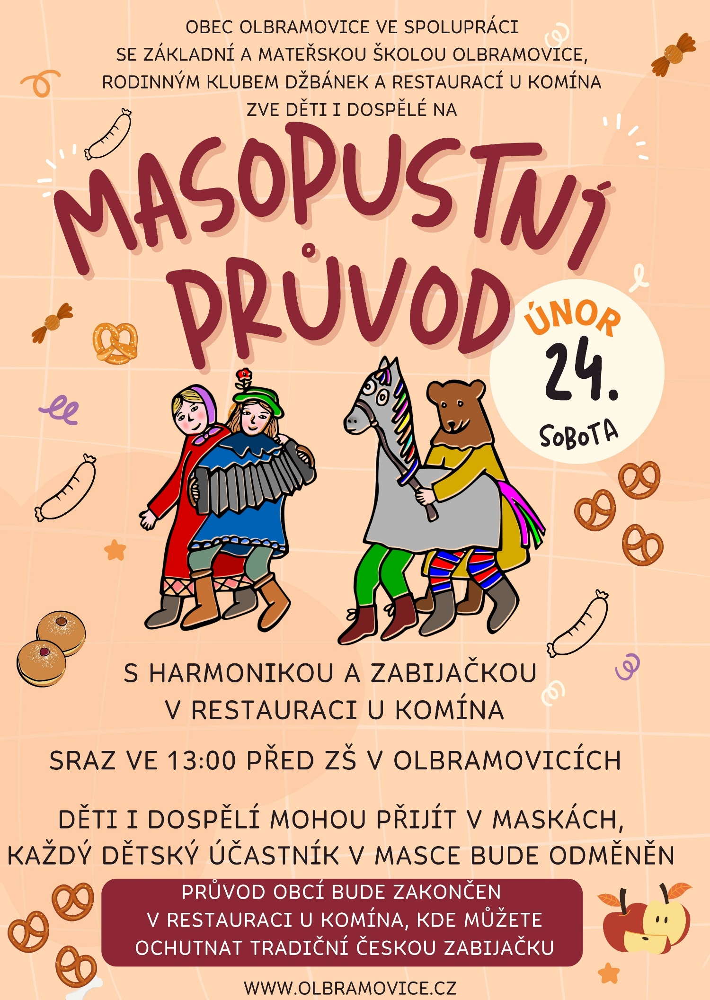 OBEC OLBRAMOVICE VE SPOLUPRÁCI
SE ZÁKLADNÍ A MATEŘSKOU ŠKOLOU OLBRAMOVICE,
RODINNÝM KLUBEM DŽBÁNEK A RESTAURACÍ U KOMÍNA
ZVE DĚTI I DOSPĚLÉ NA
MASOPUSTNÍ
PRŮVOD
ÚNOR
24.
SOBOTA
S HARMONIKOU A ZABIJAČKOU
V RESTAURACI U KOMÍNA
SRAZ VE 13:00 PŘED ZŠ V OLBRAMOVICÍCH
DĚTI I DOSPĚLÍ MOHOU PŘIJÍT V MASKÁCH,
KAŽDÝ DĚTSKÝ ÚČASTNÍK V MASCE BUDE ODMĚNĚN
PRŮVOD OBCÍ BUDE ZAKONČEN
V RESTAURACI U KOMÍNA, KDE MŮŽETE
OCHUTNAT TRADIČNÍ ČESKOU ZABIJAČKU
WWW.OLBRAMOVICE.CZ